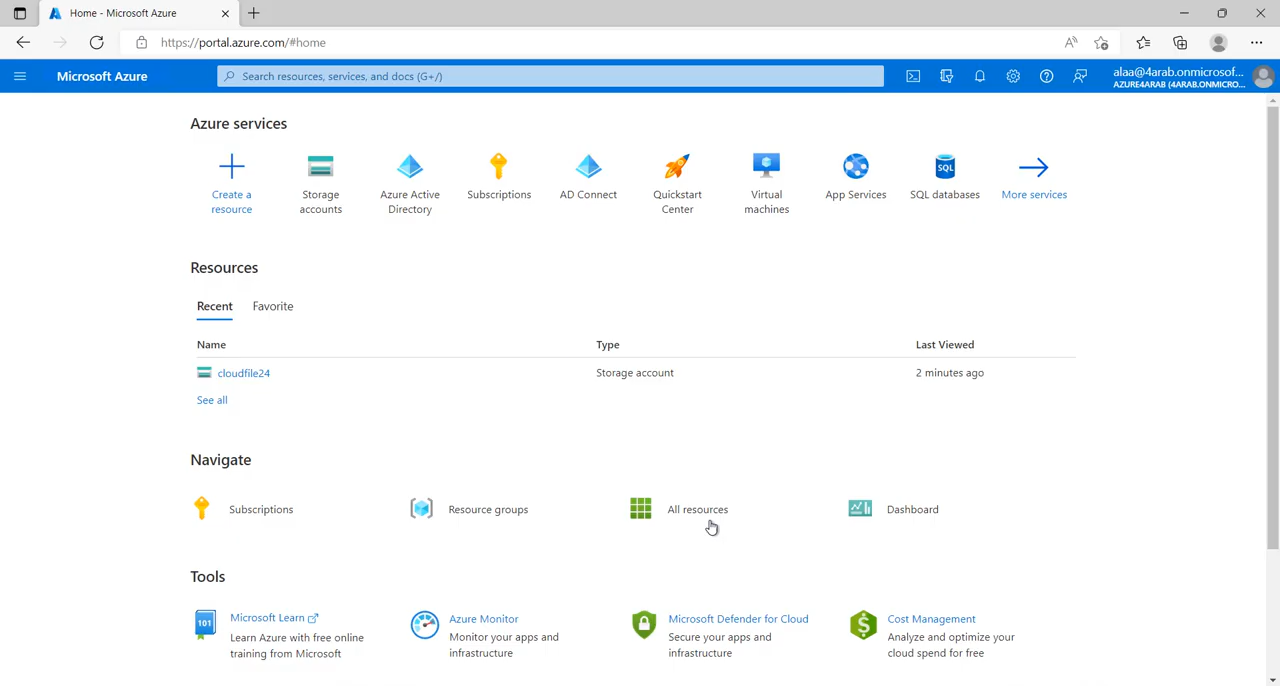 Home - Microsoft Azure
https://portal.azure.com/#home
Microsoft Azure
Search resources, services, and docs (G+/)
alaa@4arab.onmicrosof...
AZURE4ARAB (4ARAB.ONMICRO...
Azure services
Create a resource
Storage accounts
Azure Active Directory
Subscriptions
AD Connect
Quickstart Center
Virtual machines
App Services
SQL
SQL databases
More services
Resources
Recent
Favorite
Name
Type
Last Viewed
cloudfile24
Storage account
2 minutes ago
See all
Navigate
Subscriptions
Resource groups
All resources
Dashboard
Tools
101
Microsoft Learn
Learn Azure with free online
training from Microsoft
Azure Monitor
Monitor your apps and
infrastructure
Microsoft Defender for Cloud
Secure your apps and
infrastructure
$
Cost Management
Analyze and optimize your
cloud spend for free